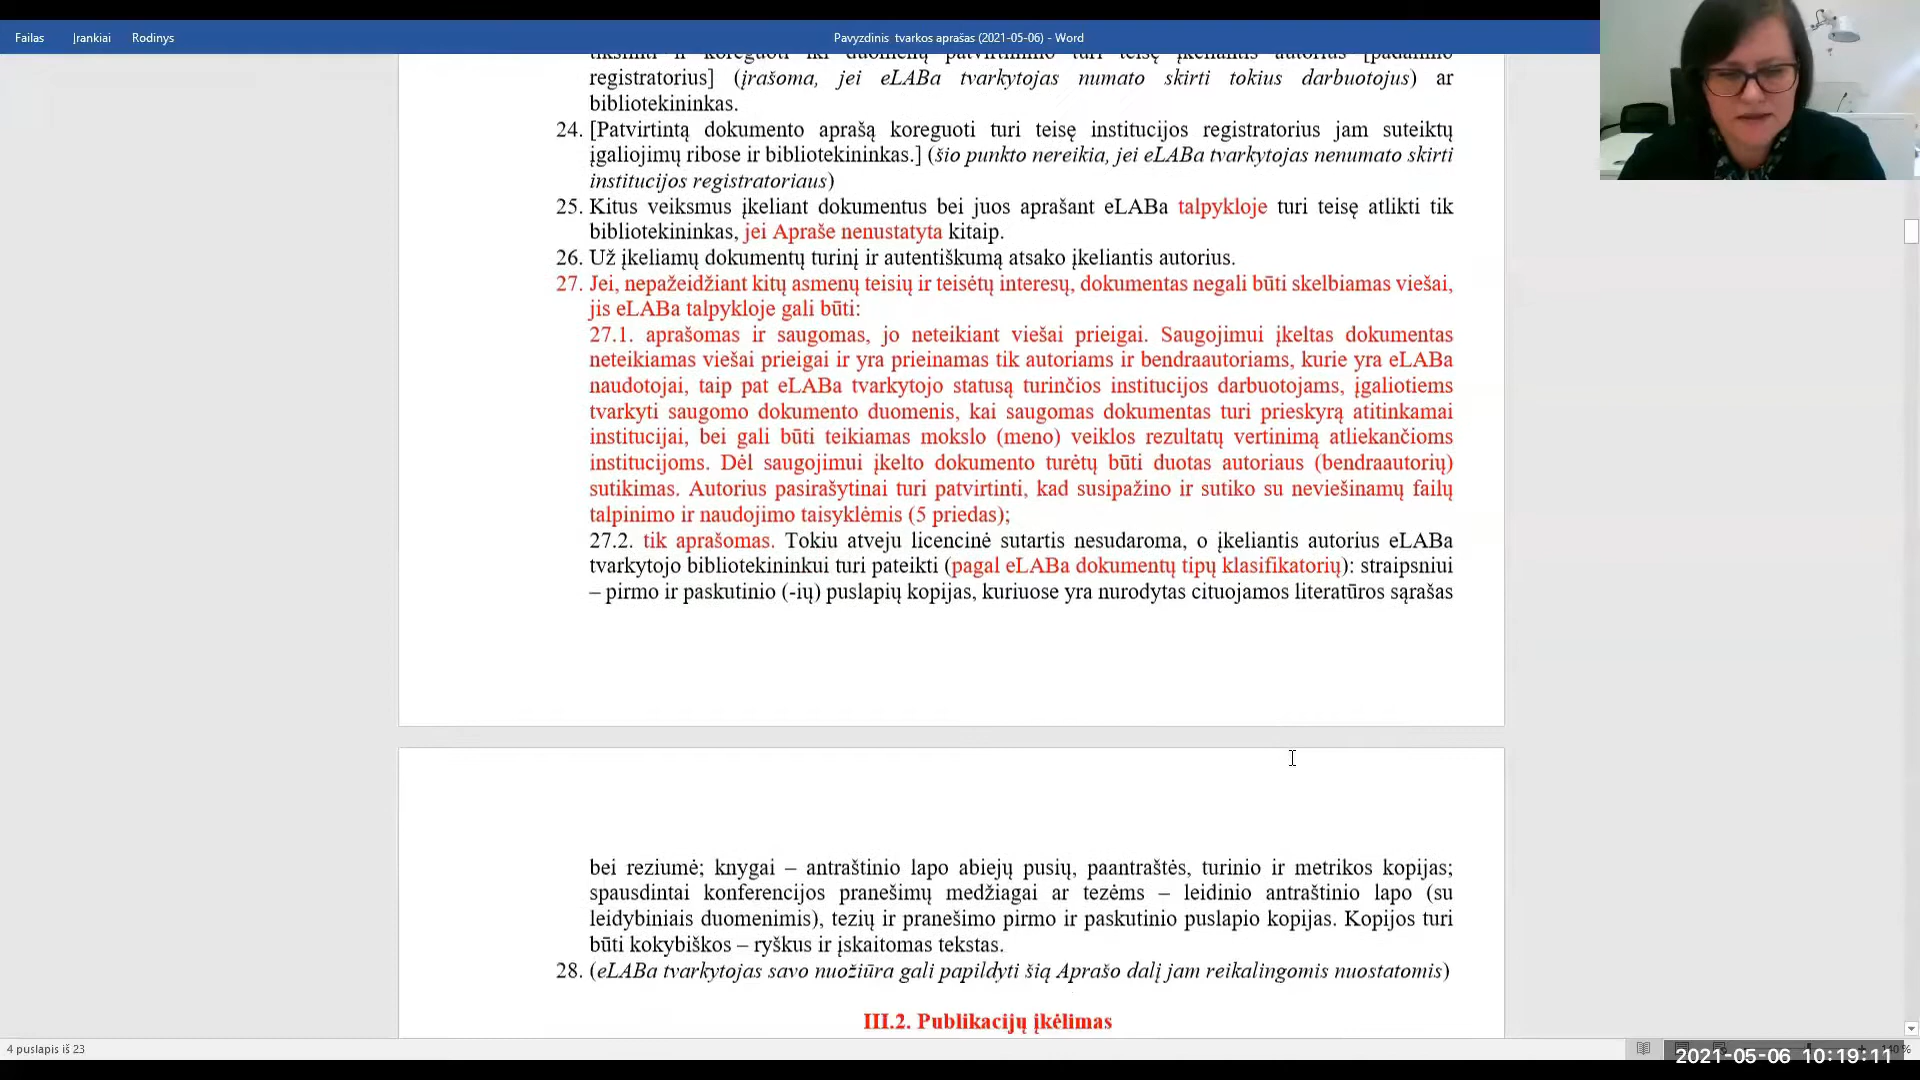 Failas Įrankiai Rodinys Pavyzdinis tvarkos aprašas (2021-05-06) - Word
tikslinti ir koreguoti iki duomenų patvirtinimo turi teisę įkeliantis autorius [padalinio
registratorius] (įrašoma, jei eLABa tvarkytojas numato skirti tokius darbuotojus) ar
bibliotekininkas.
24. [Patvirtintą dokumento aprašą koreguoti turi teisę institucijos registratorius jam suteiktų
įgaliojimų ribose ir bibliotekininkas.] (šio punkto nereikia, jei eLABa tvarkytojas nenumato skirti
institucijos registratoriaus)
25. Kitus veiksmus įkeliant dokumentus bei juos aprašant eLABa talpykloje turi teisę atlikti tik
bibliotekininkas, jei Apraše nenustatyta kitaip.
26. Už įkeliamų dokumentų turinį ir autentiškumą atsako įkeliantis autorius.
27. Jei, nepažeidžiant kitų asmenų teisių ir teisėtų interesų, dokumentas negali būti skelbiamas viešai,
jis eLABa talpykloje gali būti:
27.1. aprašomas ir saugomas, jo neteikiant viešai prieigai. Saugojimui įkeltas dokumentas
neteikiamas viešai prieigai ir yra prieinamas tik autoriams ir bendraautoriams, kurie yra eLABa
naudotojai, taip pat eLABa tvarkytojo statusą turinčios institucijos darbuotojams, įgaliotiems
tvarkyti saugomo dokumento duomenis, kai saugomas dokumentas turi prieskyrą atitinkamai
institucijai, bei gali būti teikiamas mokslo (meno) veiklos rezultatų vertinimą atliekančioms
institucijoms. Dėl saugojimui įkelto dokumento turėtų būti duotas autoriaus (bendraautorių)
sutikimas. Autorius pasirašytinai turi patvirtinti, kad susipažino ir sutiko su neviešinamų failų
talpinimo ir naudojimo taisyklėmis (5 priedas);
27.2. tik aprašomas. Tokiu atveju licencinė sutartis nesudaroma, o įkeliantis autorius eLABa
tvarkytojo bibliotekininkui turi pateikti (pagal eLABa dokumentų tipų klasifikatorių): straipsniui
– pirmo ir paskutinio (-ių) puslapių kopijas, kuriuose yra nurodytas cituojamos literatūros sąrašas
bei reziumė; knygai – antraštinio lapo abiejų pusių, paantraštės, turinio ir metrikos kopijas;
spausdintai konferencijos pranešimų medžiagai ar tezėms – leidinio antraštinio lapo (su
leidybiniais duomenimis), tezių ir pranešimo pirmo ir paskutinio puslapio kopijas. Kopijos turi
būti kokybiškos – ryškus ir įskaitomas tekstas.
28. (eLABa tvarkytojas savo nuožiūra gali papildyti šią Aprašo dalį jam reikalingomis nuostatomis)
III.2. Publikacijų įkėlimas
4 puslapis iš 23
140 %
2021-05-06 10:19:11